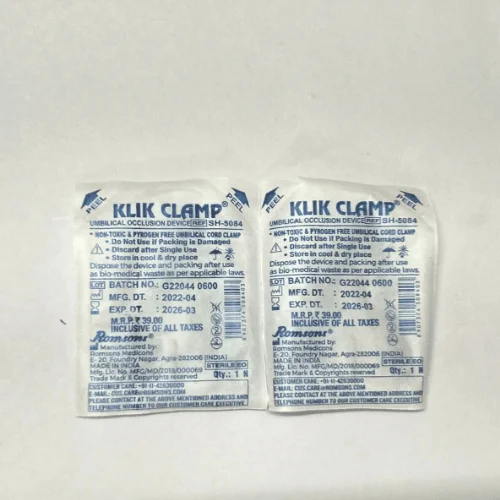 PEEL
PEEL
KLIK CLAMP®
UMBILICAL OCCLUSION DEVICE REF SH-5084
• NON-TOXIC & PYROGEN FREE UMBILICAL CORD CLAMP
• Do Not Use if Packing is Damaged
• Discard after Single Use
• Store in cool & dry place
Dispose the device and packing after use
as bio-medical waste as per applicable laws.
LOT BATCH NO.: G22044 0600
MFG. DT. : 2022-04
EXP. DT. : 2026-03
M.R.P. ₹ 39.00
INCLUSIVE OF ALL TAXES
Romsons®
Manufactured by:
Romsons Medicons
E- 20, Foundry Nagar, Agra-282006 (INDIA)
MADE IN INDIA
STERILE EO
Mfg. Lic. No. MFG/MD/2019/000069
Trade Mark & Copyrights reserved
Qty.: 1 N
CUSTOMER CARE:
E-MAIL: CUS.CARE@ROMSONS.COM
PLEASE CONTACT AT THE ABOVE MENTIONED ADDRESS AND
TELEPHONE NUMBER TO OUR CUSTOMER CARE EXECUTIVE
PEEL
PEEL
KLIK CLAMP®
UMBILICAL OCCLUSION DEVICE REF SH-5084
• NON-TOXIC & PYROGEN FREE UMBILICAL CORD CLAMP
• Do Not Use if Packing is Damaged
• Discard after Single Use
• Store in cool & dry place
Dispose the device and packing after use
as bio-medical waste as per applicable laws.
LOT BATCH NO.: G22044 0600
MFG. DT. : 2022-04
EXP. DT. : 2026-03
M.R.P. ₹ 39.00
INCLUSIVE OF ALL TAXES
Romsons®
Manufactured by:
Romsons Medicons
E- 20, Foundry Nagar, Agra-282006 (INDIA)
MADE IN INDIA
STERILE EO
Mfg. Lic. No. MFG/MD/2019/000069
Trade Mark & Copyrights reserved
Qty.: 1 N
CUSTOMER CARE:
E-MAIL: CUS.CARE@ROMSONS.COM
PLEASE CONTACT AT THE ABOVE MENTIONED ADDRESS AND
TELEPHONE NUMBER TO OUR CUSTOMER CARE EXECUTIVE